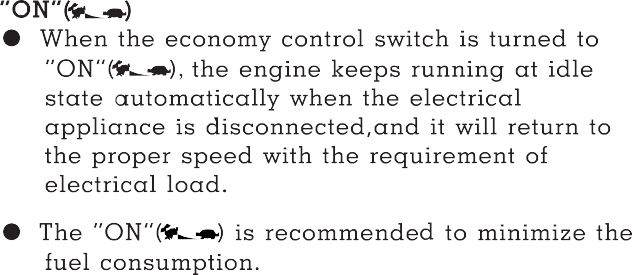 "ON"( )
● When the economy control switch is turned to
"ON"( ), the engine keeps running at idle
state automatically when the electrical
appliance is disconnected,and it will return to
the proper speed with the requirement of
electrical load.
● The "ON"( ) is recommended to minimize the
fuel consumption.